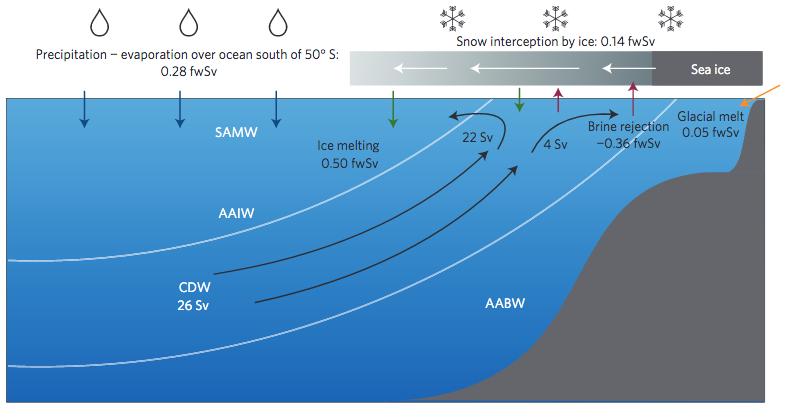 Precipitation – evaporation over ocean south of 50° S:
0.28 fwSv
Snow interception by ice: 0.14 fwSv
Sea ice
SAMW
Ice melting
0.50 fwSv
22 Sv
4 Sv
Brine rejection
−0.36 fwSv
Glacial melt
0.05 fwSv
AAIW
CDW
26 Sv
AABW